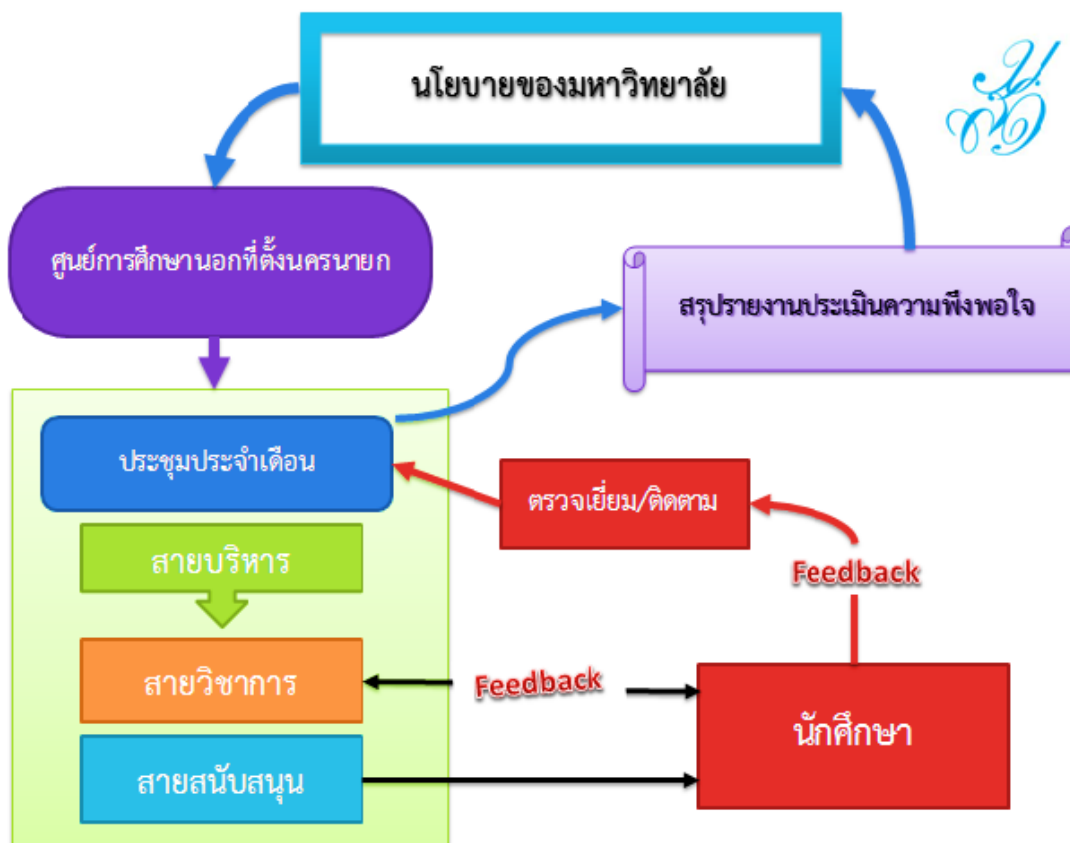 นโยบายของมหาวิทยาลัย
ศูนย์การศึกษานอกที่ตั้งนครนายก
สรุปรายงานประเมินความพึงพอใจ
ประชุมประจำเดือน
ตรวจเยี่ยม/ติดตาม
สายบริหาร
Feedback
สายวิชาการ
Feedback
นักศึกษา
สายสนับสนุน